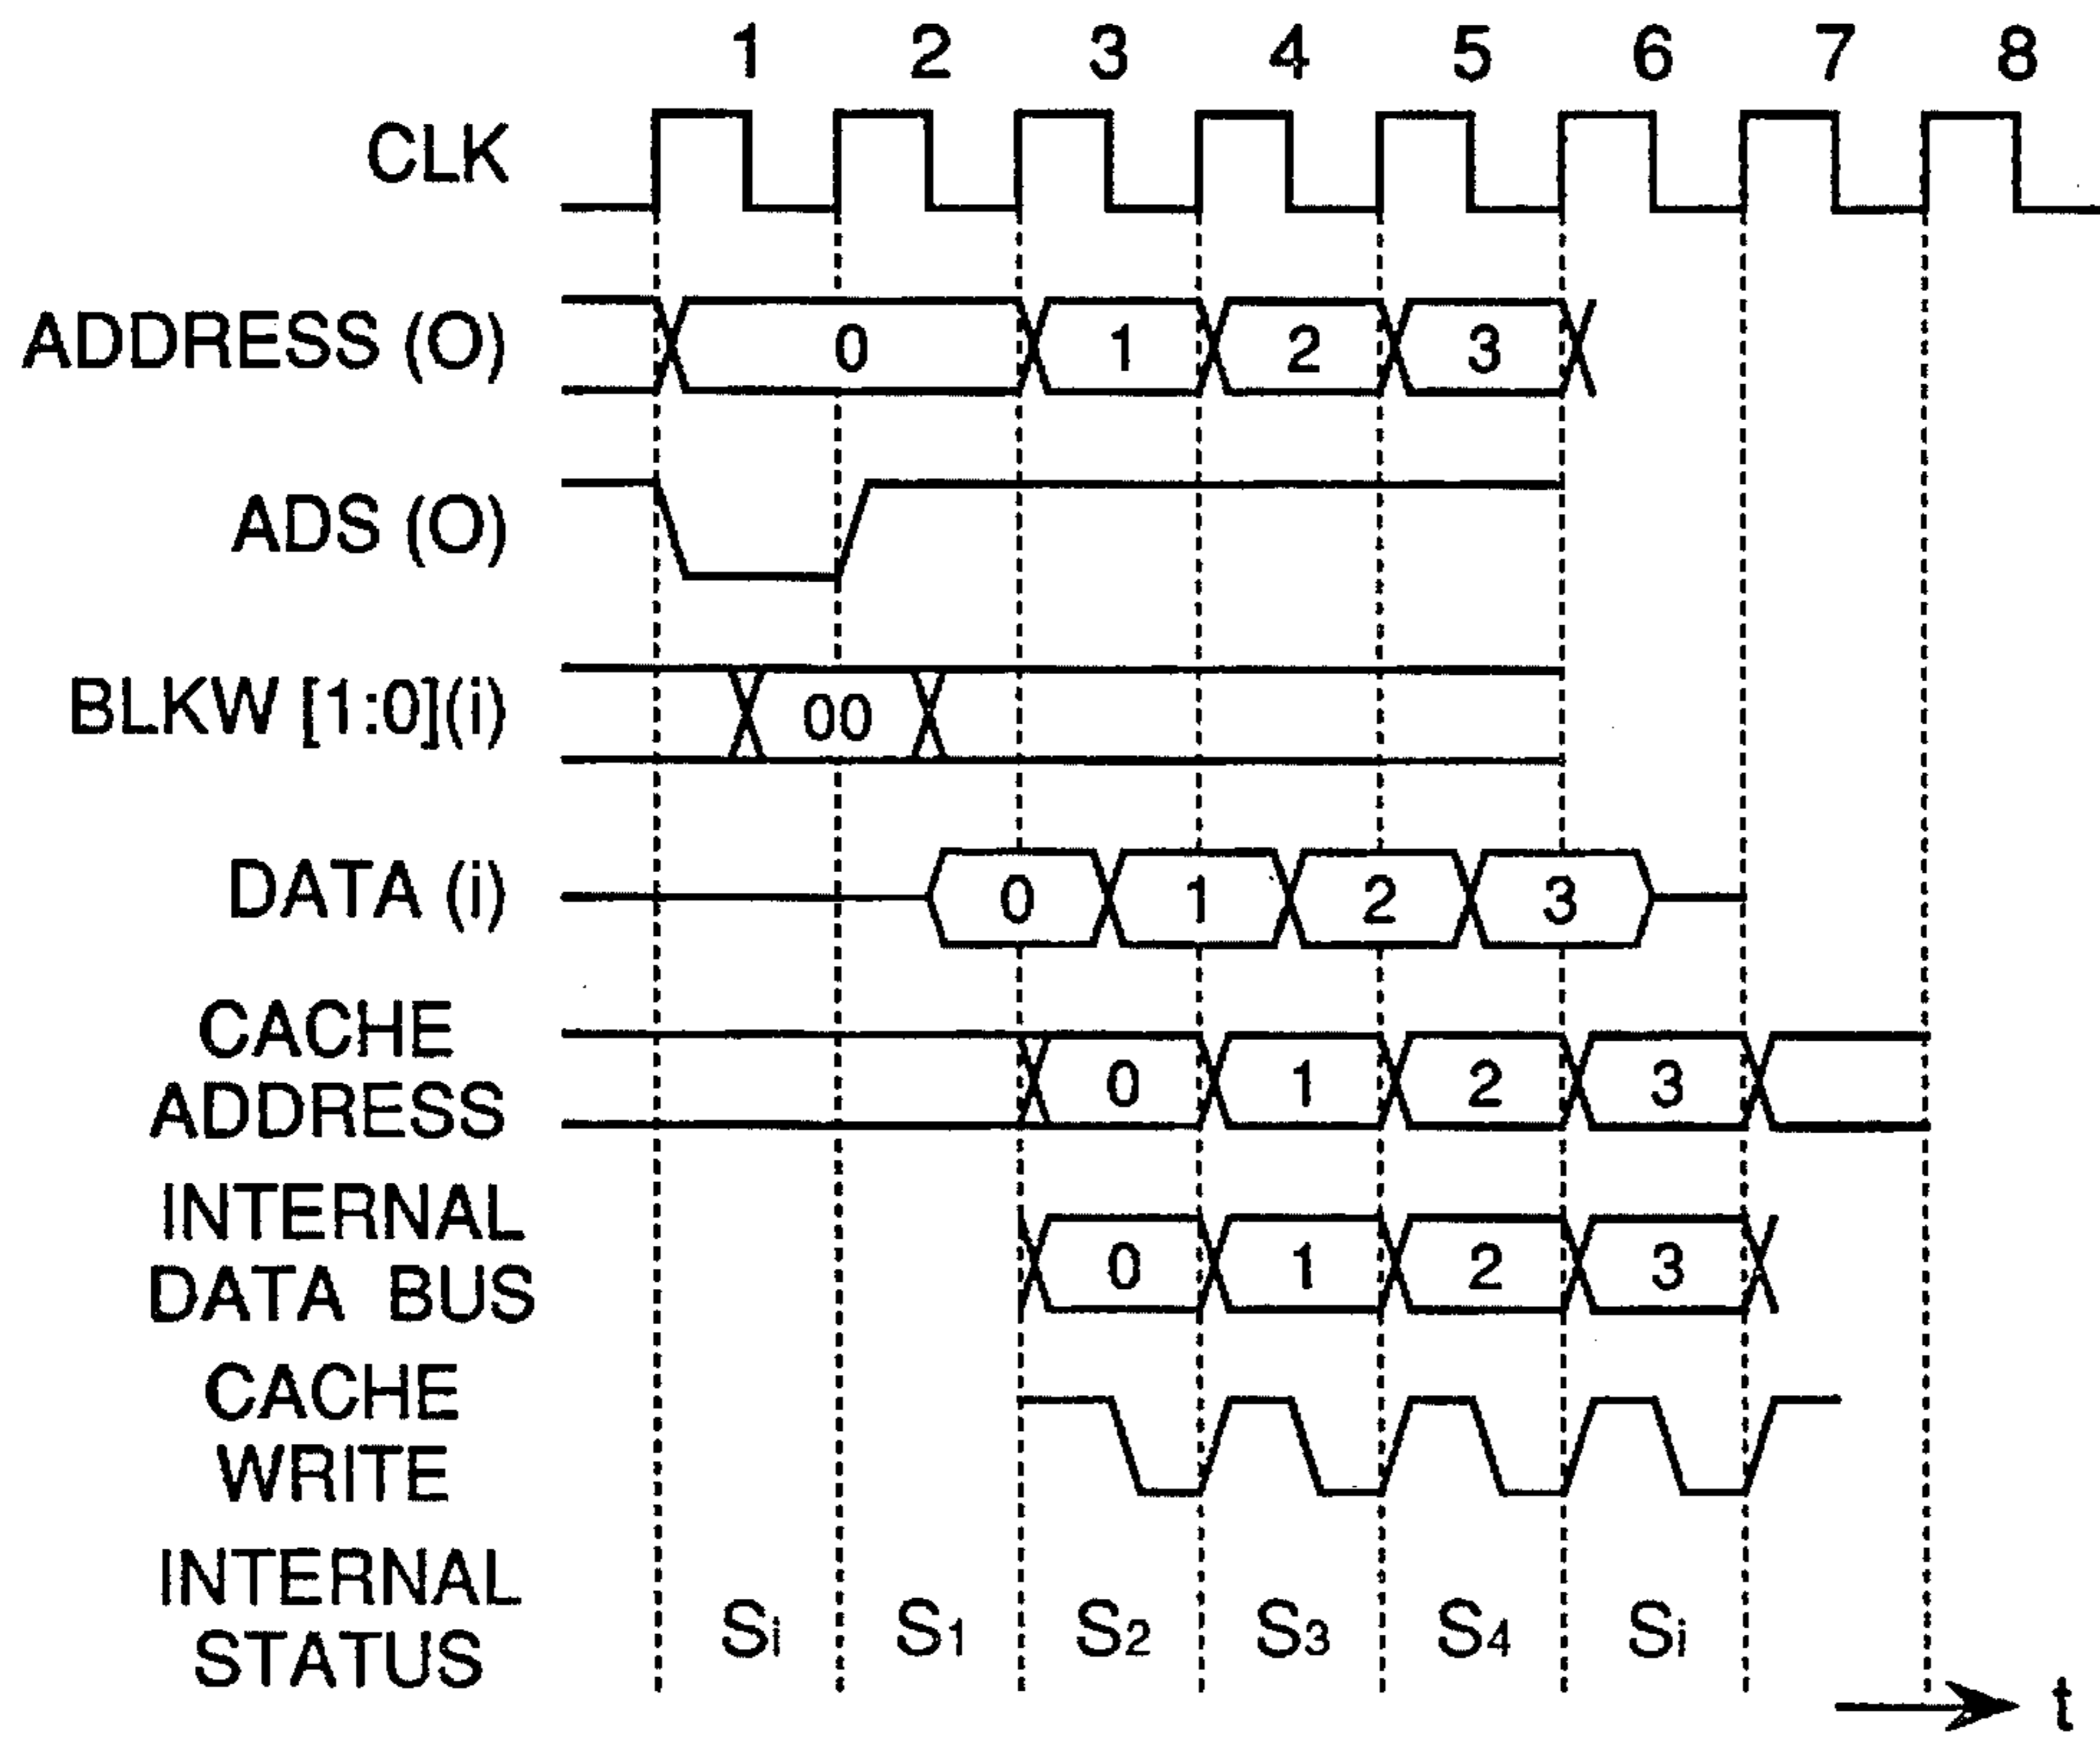 1 2 3 4 5 6 7 8
CLK
ADDRESS (O) 0 1 2 3
ADS (O)
BLKW [1:0](i) 00
DATA (i) 0 1 2 3
CACHE
ADDRESS 0 1 2 3
INTERNAL
DATA BUS 0 1 2 3
CACHE
WRITE
INTERNAL
STATUS Si S1 S2 S3 S4 Si
t